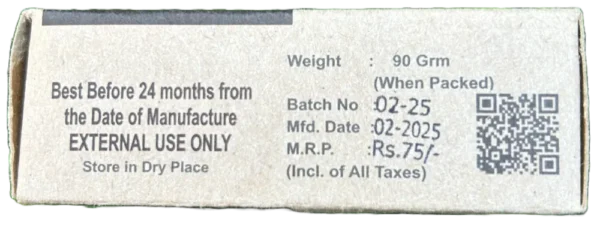 Best Before 24 months from
the Date of Manufacture
EXTERNAL USE ONLY
Store in Dry Place
Weight : 90 Grm
(When Packed)
Batch No :02-25
Mfd. Date :02-2025
M.R.P. :Rs.75/-
(Incl. of All Taxes)